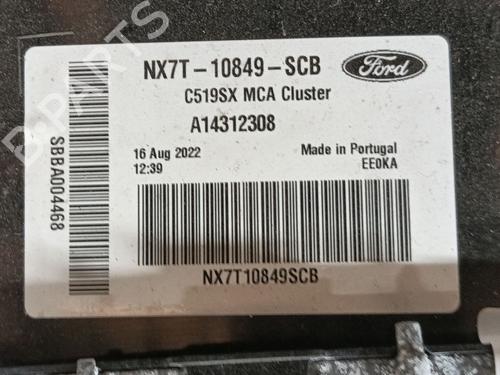 NX7T-10849-SCB
Ford
C519SX MCA Cluster
A14312308
16 Aug 2022
12:39
Made in Portugal
EE0KA
NX7T10849SCB
SBBA004468
B-PARTS